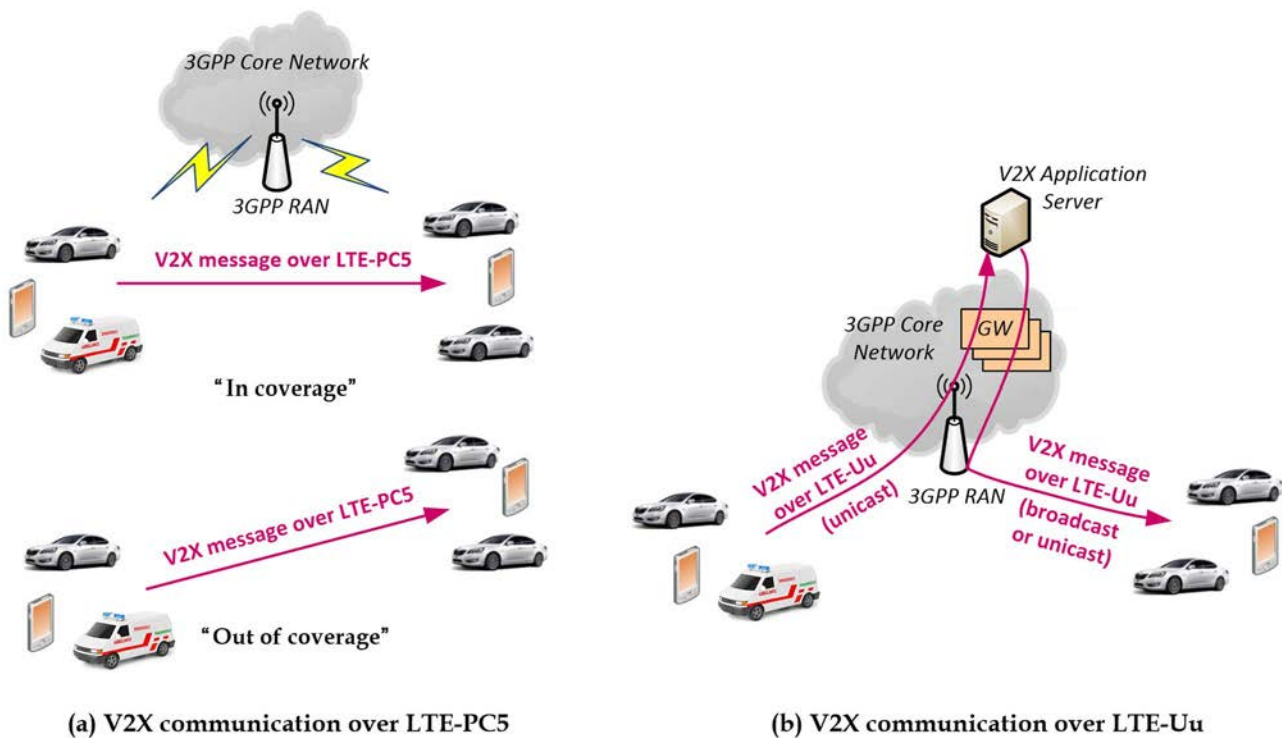 3GPP Core Network
3GPP RAN
V2X message over LTE-PC5
"In coverage"
V2X message over LTE-PC5
"Out of coverage"
(a) V2X communication over LTE-PC5
V2X Application
Server
3GPP Core
Network
GW
V2X message
over LTE-Uu
(unicast)
3GPP RAN
V2X message
over LTE-Uu
(broadcast
or unicast)
(b) V2X communication over LTE-Uu